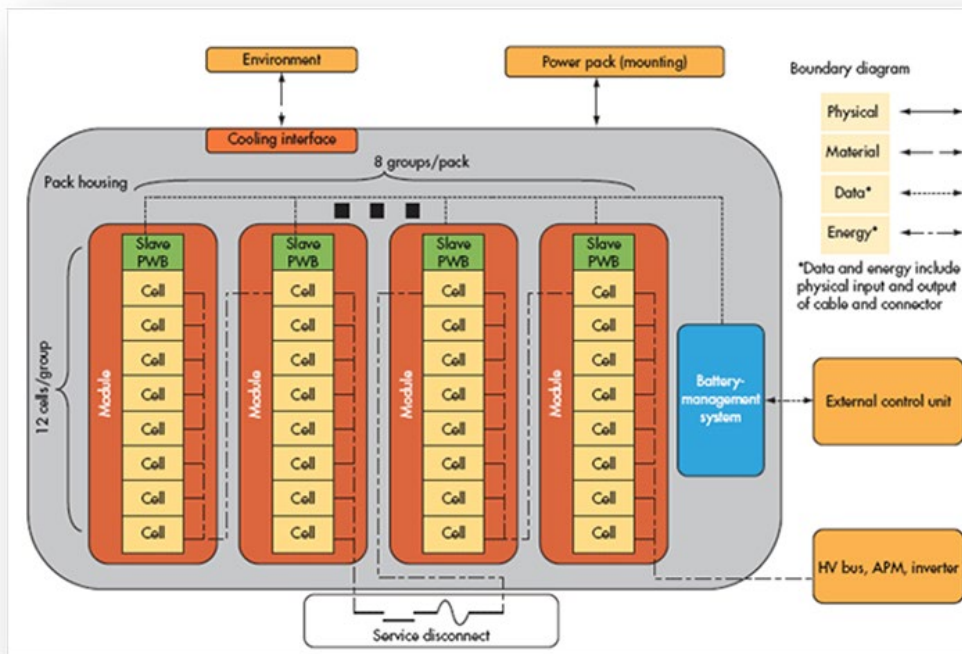 Environment
Power pack (mounting)
Boundary diagram
Physical
Material
Data*
Energy*
*Data and energy include
physical input and output
of cable and connector
Cooling interface
8 groups/pack
Pack housing
12 cells/group
Module
Slave
PWB
Cell
Cell
Cell
Cell
Cell
Cell
Cell
Cell
Module
Slave
PWB
Cell
Cell
Cell
Cell
Cell
Cell
Cell
Cell
Module
Slave
PWB
Cell
Cell
Cell
Cell
Cell
Cell
Cell
Cell
Module
Slave
PWB
Cell
Cell
Cell
Cell
Cell
Cell
Cell
Cell
Battery-
management
system
External control unit
HV bus, APM, inverter
Service disconnect